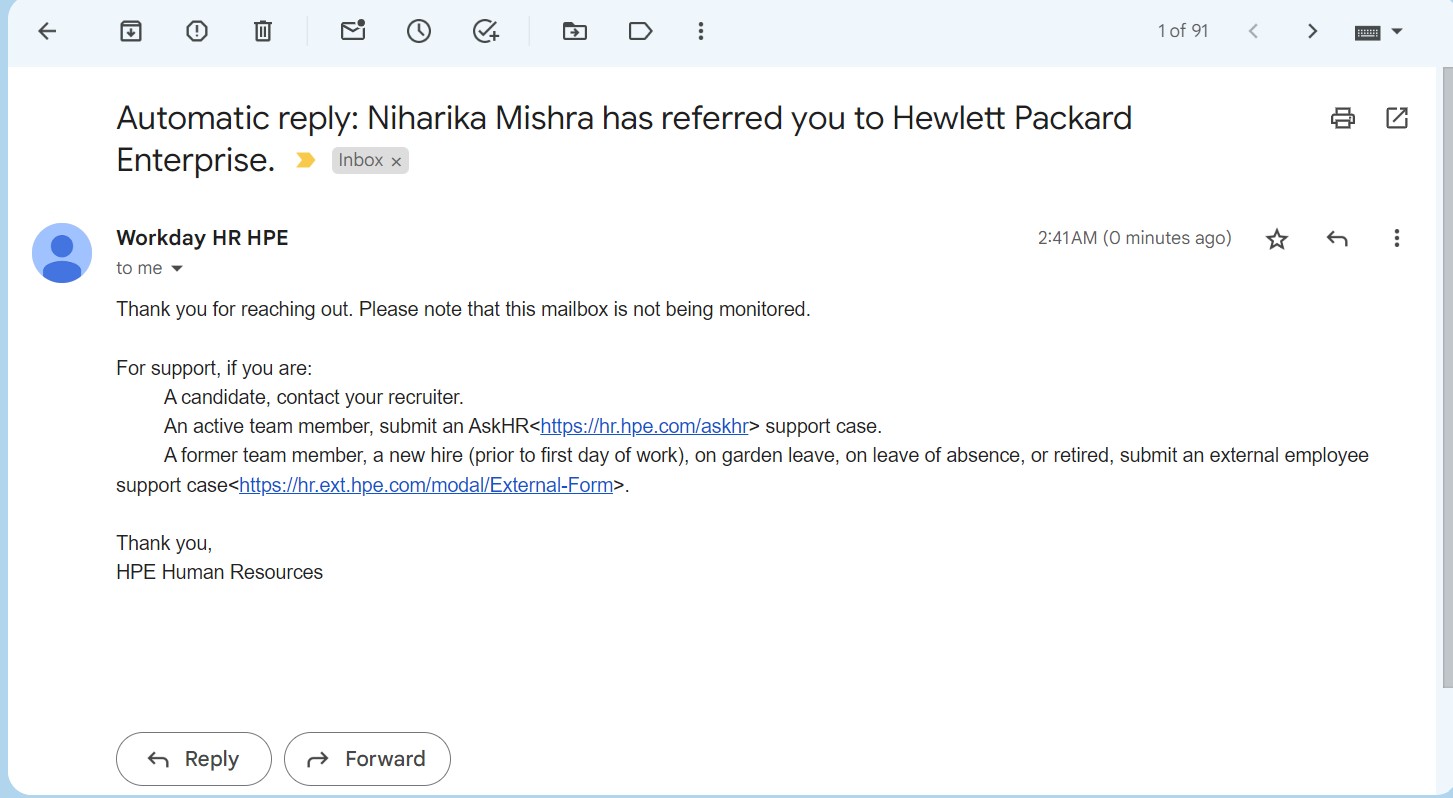 1 of 91
Automatic reply: Niharika Mishra has referred you to Hewlett Packard
Enterprise. Inbox ×
Workday HR HPE 2:41 AM (0 minutes ago)
to me
Thank you for reaching out. Please note that this mailbox is not being monitored.
For support, if you are:
A candidate, contact your recruiter.
An active team member, submit an AskHR<https://hr.hpe.com/askhr> support case.
A former team member, a new hire (prior to first day of work), on garden leave, on leave of absence, or retired, submit an external employee
support case<https://hr.ext.hpe.com/modal/External-Form>.
Thank you,
HPE Human Resources
Reply Forward